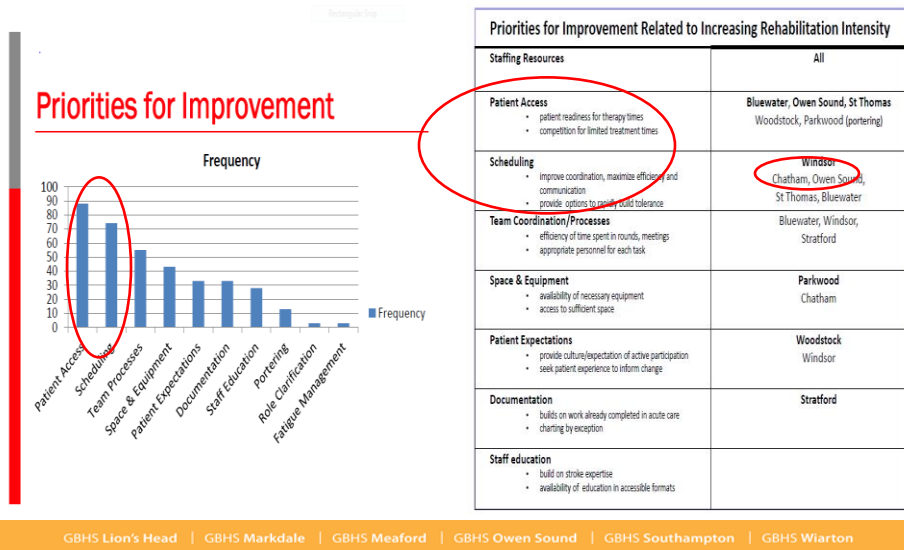 Rectangular Snip
Priorities for Improvement
Frequency
100
90
80
70
60
50
40
30
20
10
0
Patient Access
Scheduling
Team Processes
Space & Equipment
Patient Expectations
Documentation
Staff Education
Portering
Role Clarification
Fatigue Management
Frequency
Priorities for Improvement Related to Increasing Rehabilitation Intensity
Staffing Resources
All
Patient Access
• patient readiness for therapy times
• competition for limited treatment times
Bluewater, Owen Sound, St Thomas
Woodstock, Parkwood (portering)
Scheduling
• improve coordination, maximize efficiency and
communication
• provide options to rapidly build tolerance
Windsor
Chatham, Owen Sound,
St Thomas, Bluewater
Team Coordination/Processes
• efficiency of time spent in rounds, meetings
• appropriate personnel for each task
Bluewater, Windsor,
Stratford
Space & Equipment
• availability of necessary equipment
• access to sufficient space
Parkwood
Chatham
Patient Expectations
• provide culture/expectation of active participation
• seek patient experience to inform change
Woodstock
Windsor
Documentation
• builds on work already completed in acute care
• charting by exception
Stratford
Staff education
• build on stroke expertise
• availability of education in accessible formats
GBHS Lion's Head | GBHS Markdale | GBHS Meaford | GBHS Owen Sound | GBHS Southampton | GBHS Wiarton